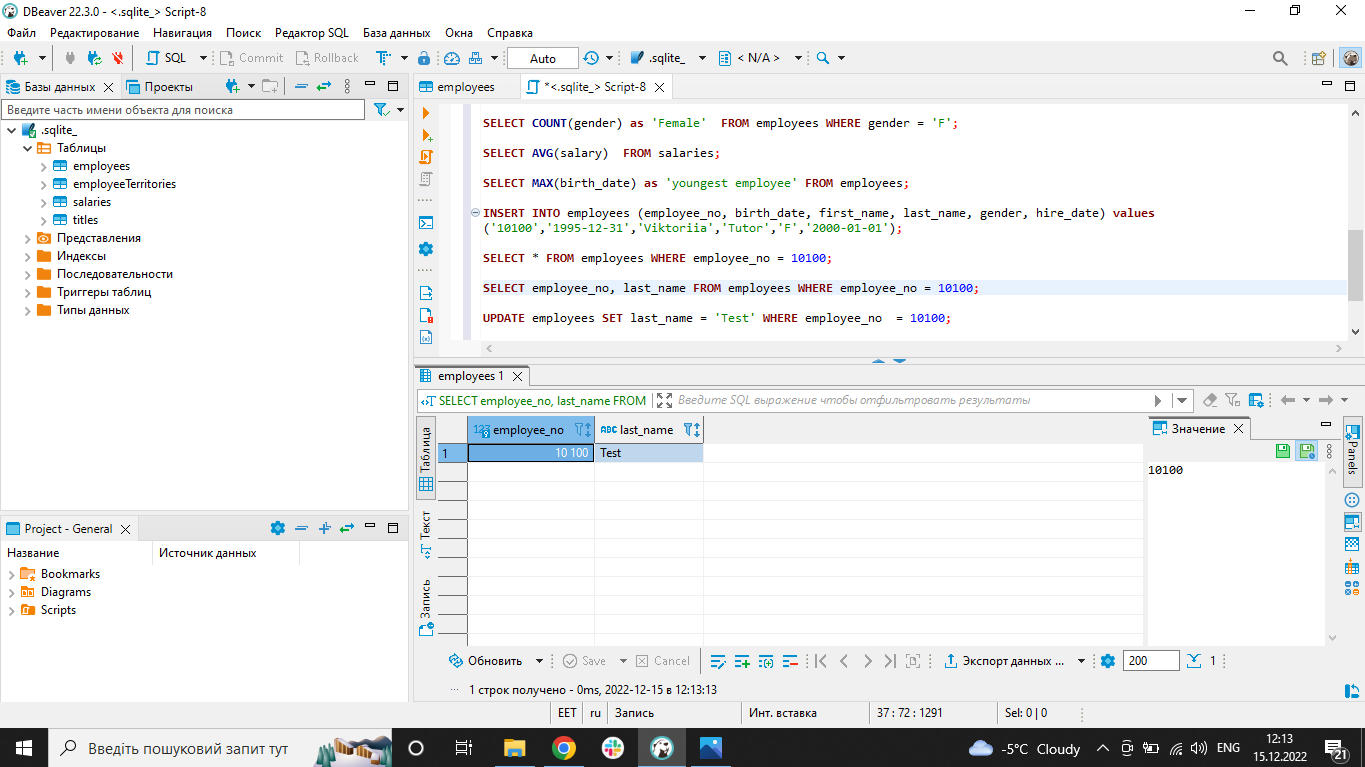 DBeaver 22.3.0 - <.sqlite_> Script-8
Файл Редактирование Навигация Поиск Редактор SQL База данных Окна Справка
SQL Commit Rollback Auto .sqlite_ < N/A >
Базы данных Проекты
Введите часть имени объекта для поиска
.sqlite_
Таблицы
employees
employeeTerritories
salaries
titles
Представления
Индексы
Последовательности
Триггеры таблиц
Типы данных
Project - General
Название Источник данных
Bookmarks
Diagrams
Scripts
employees *<.sqlite_> Script-8
SELECT COUNT(gender) as 'Female'  FROM employees WHERE gender = 'F';
SELECT AVG(salary)  FROM salaries;
SELECT MAX(birth_date) as 'youngest employee' FROM employees;
INSERT INTO employees (employee_no, birth_date, first_name, last_name, gender, hire_date) values
('10100','1995-12-31','Viktoriia','Tutor','F','2000-01-01');
SELECT * FROM employees WHERE employee_no = 10100;
SELECT employee_no, last_name FROM employees WHERE employee_no = 10100;
UPDATE employees SET last_name = 'Test' WHERE employee_no  = 10100;
employees 1
SELECT employee_no, last_name FROM Введите SQL выражение чтобы отфильтровать результаты
Таблица
Текст
Запись
123 employee_no ABC last_name
1 10 100 Test
Значение
10100
Panels
Обновить Save Cancel Экспорт данных ... 200 1
1 строк получено - 0ms, 2022-12-15 в 12:13:13
EET ru Запись Инт. вставка 37 : 72 : 1291 Sel: 0 | 0
Введіть пошуковий запит тут
-5°C Cloudy ENG
12:13
15.12.2022
21